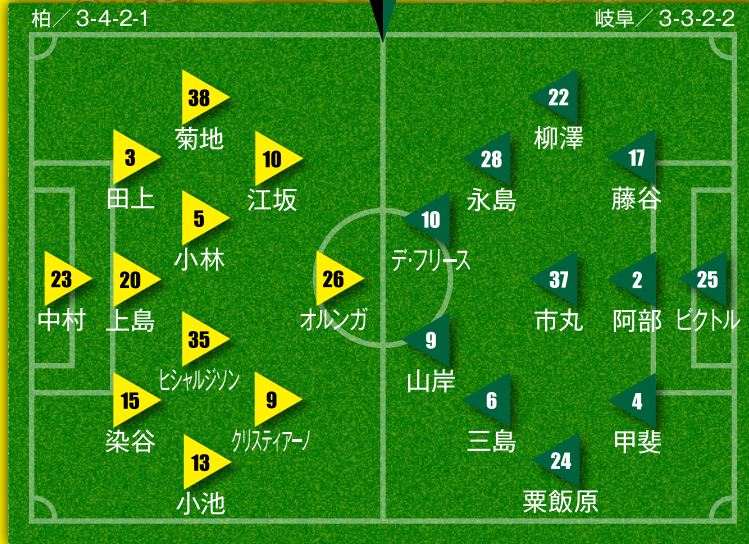 柏／3-4-2-1
岐阜／3-3-2-2
38
菊地
3
田上
10
江坂
5
小林
23
中村
20
上島
26
オルンガ
35
ヒシャルジソン
15
染谷
9
クリスティアーノ
13
小池
22
柳澤
28
永島
17
藤谷
10
デ・フリース
37
市丸
2
阿部
25
ビクトル
9
山岸
6
三島
4
甲斐
24
粟飯原